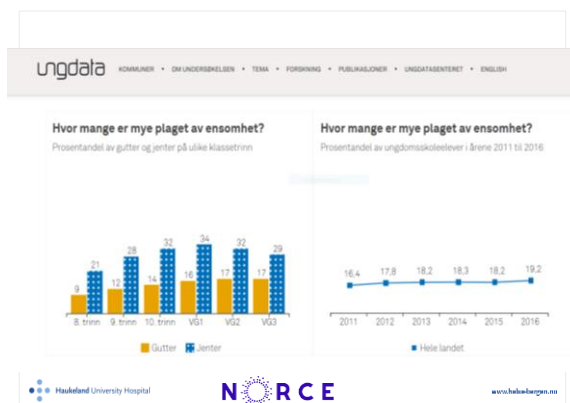 ungdata KOMMUNER • OM UNDERSØKELSEN • TEMA • FORSKNING • PUBLIKASJONER • UNGDATASENTERET • ENGLISH
Hvor mange er mye plaget av ensomhet?
Prosentandel av gutter og jenter på ulike klassetrinn
9 21 12 28 14 32 16 34 17 32 17 29
8. trinn 9. trinn 10. trinn VG1 VG2 VG3
Gutter Jenter
Hvor mange er mye plaget av ensomhet?
Prosentandel av ungdomsskoleelever i årene 2011 til 2016
16,4 17,8 18,2 18,3 18,2 19,2
2011 2012 2013 2014 2015 2016
Hele landet
Haukeland University Hospital
NORCE
www.helse-bergen.no